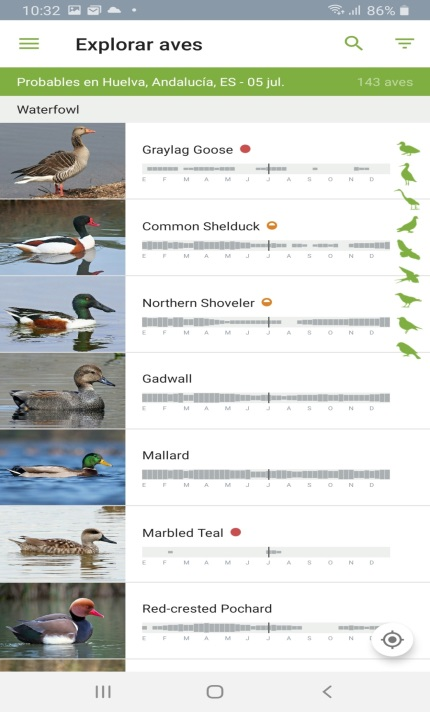 10:32 86%
Explorar aves
Probables en Huelva, Andalucía, ES - 05 jul. 143 aves
Waterfowl
Graylag Goose
E F M A M J J A S O N D
Common Shelduck
E F M A M J J A S O N D
Northern Shoveler
E F M A M J J A S O N D
Gadwall
E F M A M J J A S O N D
Mallard
E F M A M J J A S O N D
Marbled Teal
E F M A M J J A S O N D
Red-crested Pochard
E F M A M J J A S O N D